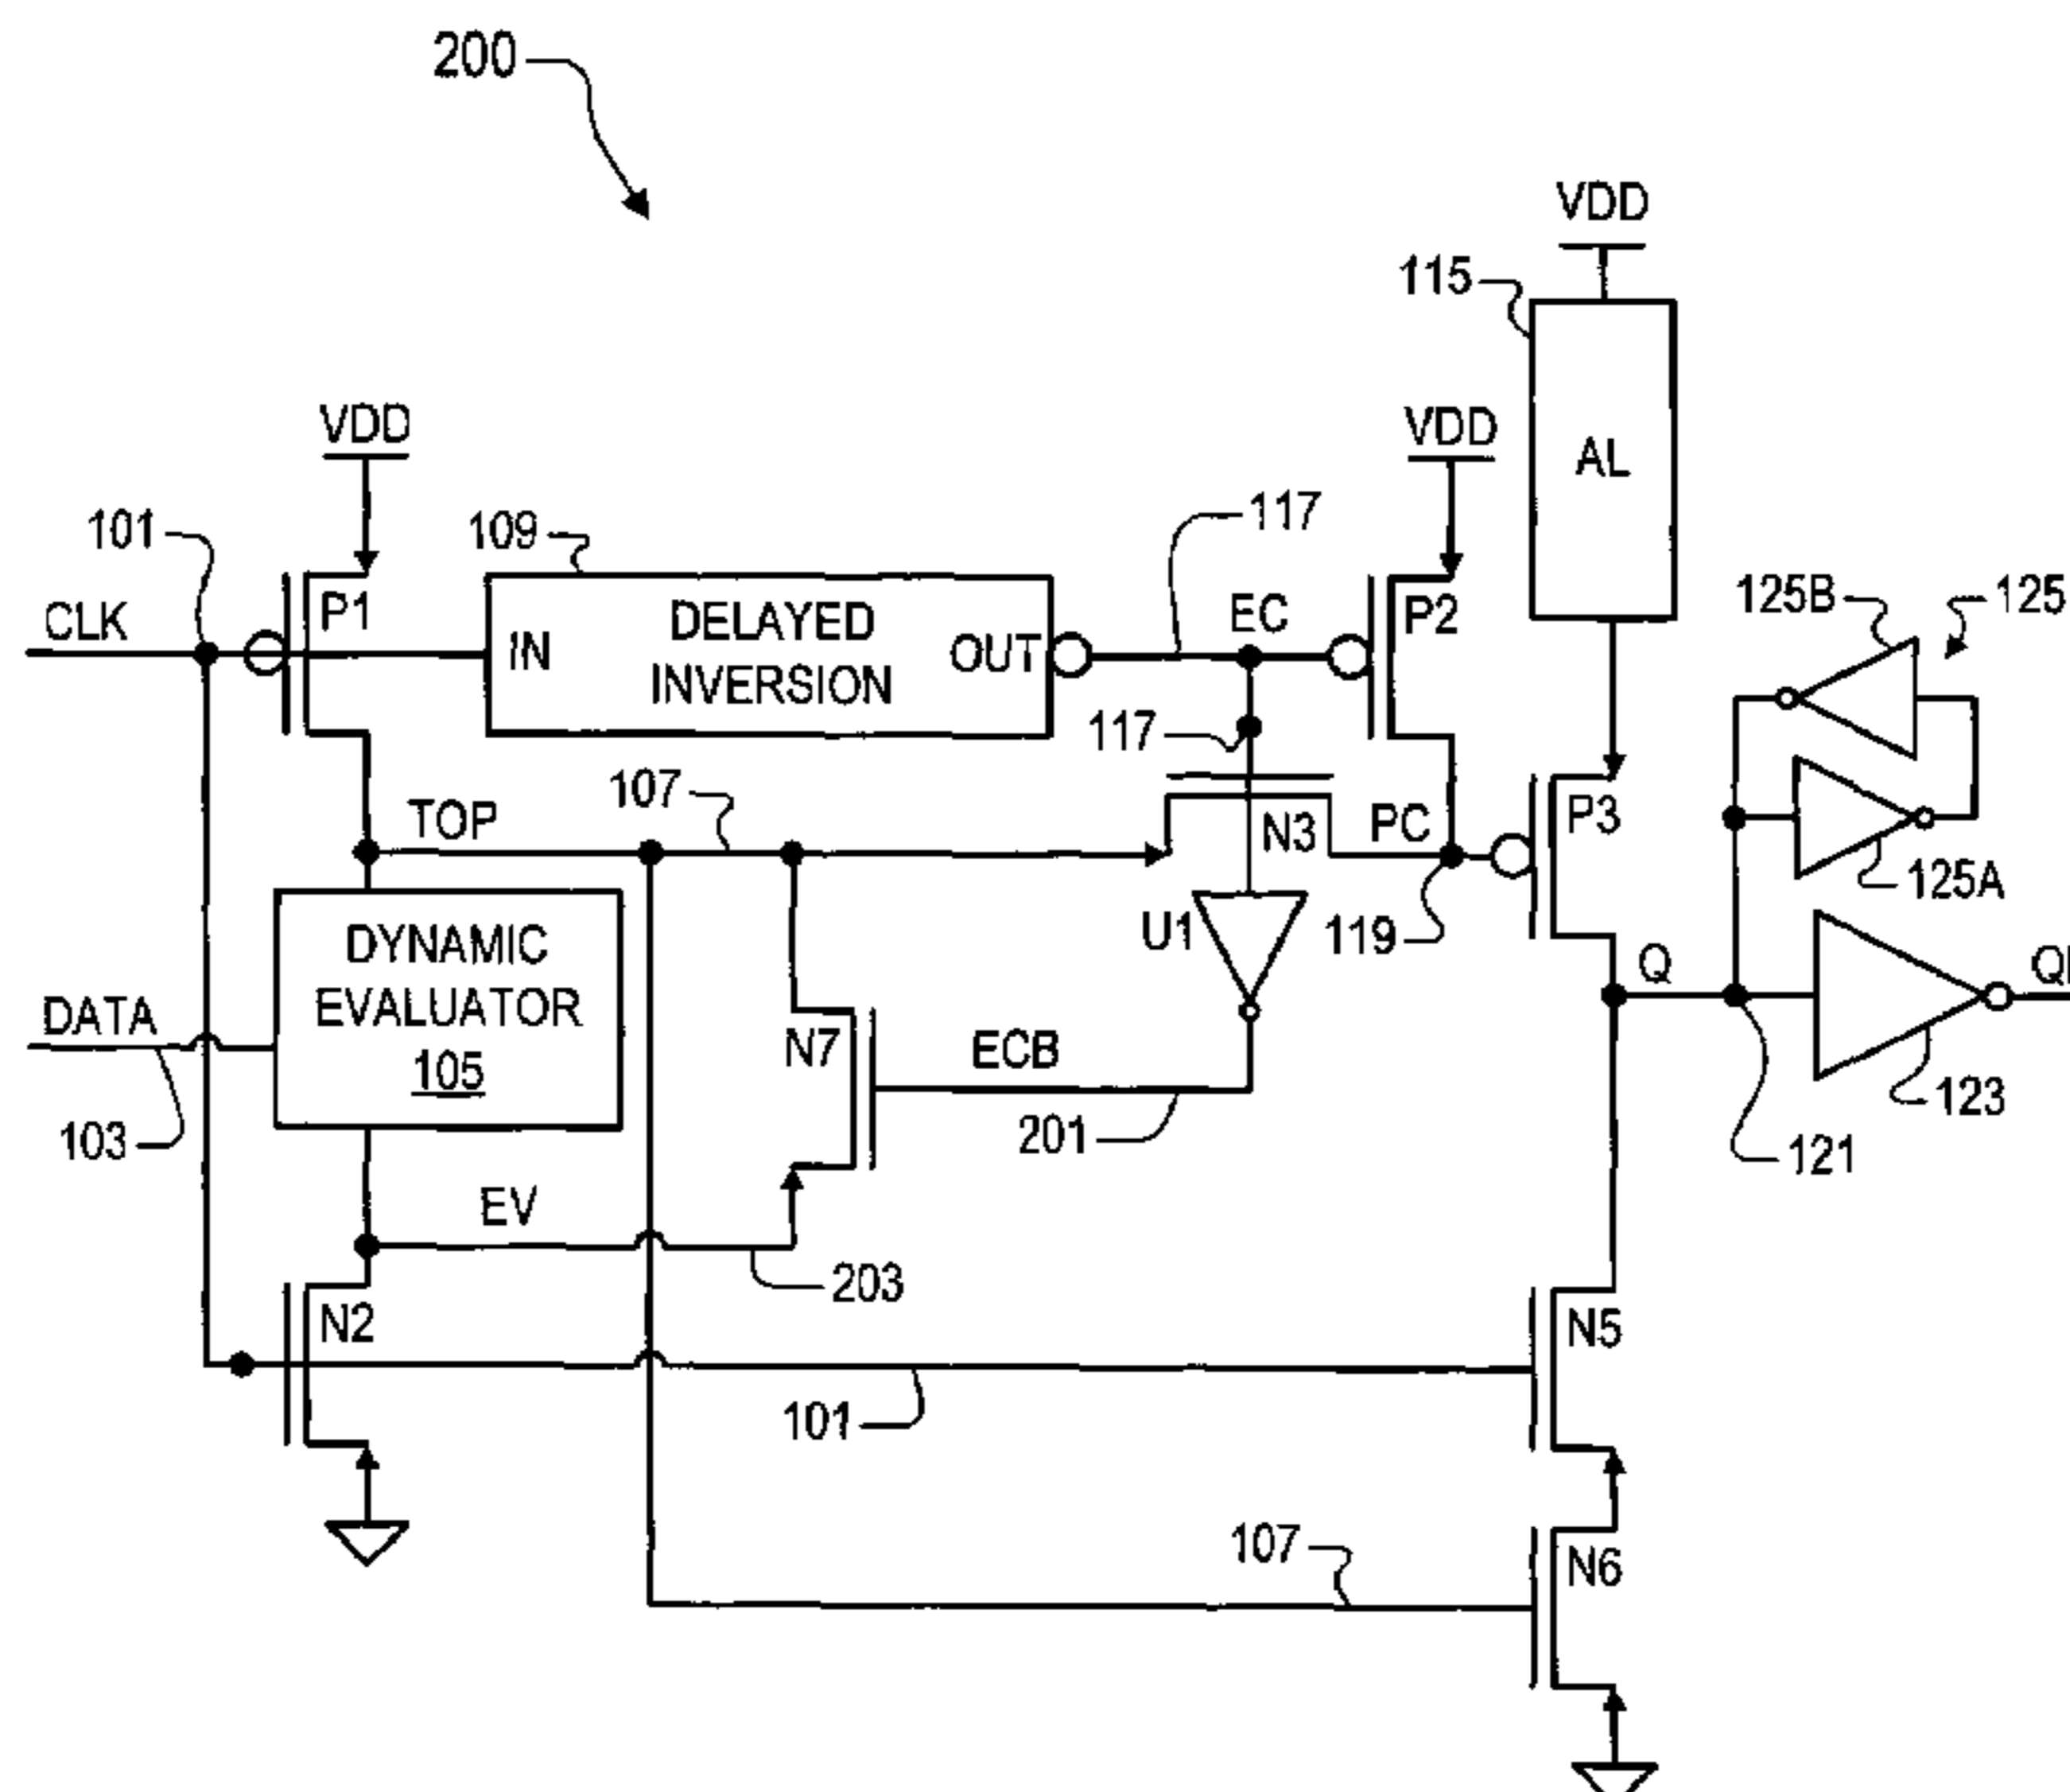 200
VDD
115
AL
VDD
VDD
101
109
117
125B
125
CLK
P1
IN
DELAYED
INVERSION
OUT
EC
P2
117
107
TOP
N3
PC
P3
125A
U1
119
DYNAMIC
EVALUATOR
105
DATA
N7
ECB
Q
123
103
201
121
EV
203
N2
N5
101
107
N6